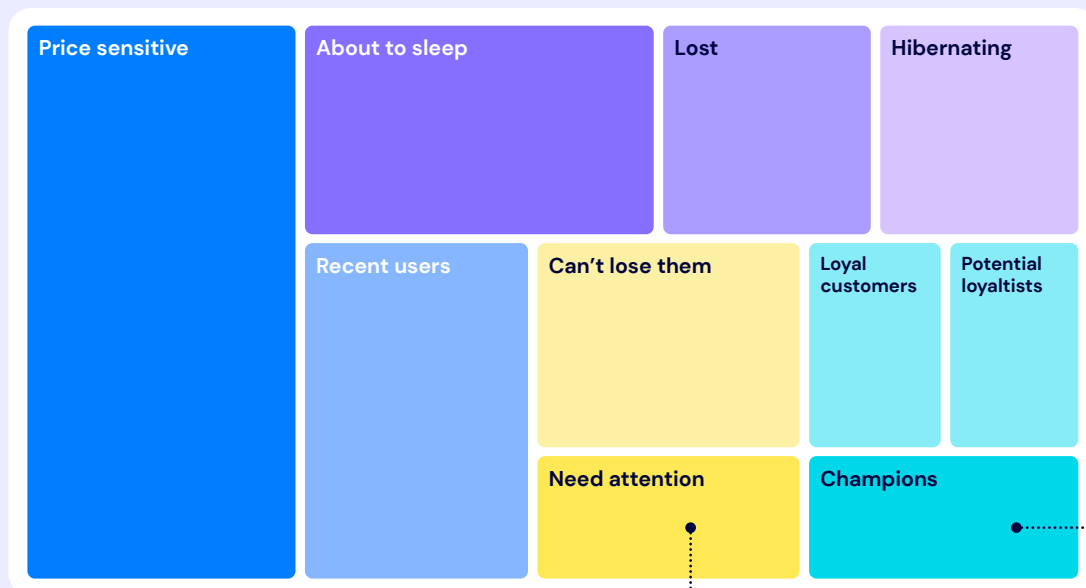 Price sensitive
About to sleep
Lost
Hibernating
Recent users
Can’t lose them
Loyal
customers
Potential
loyaltists
Need attention
Champions